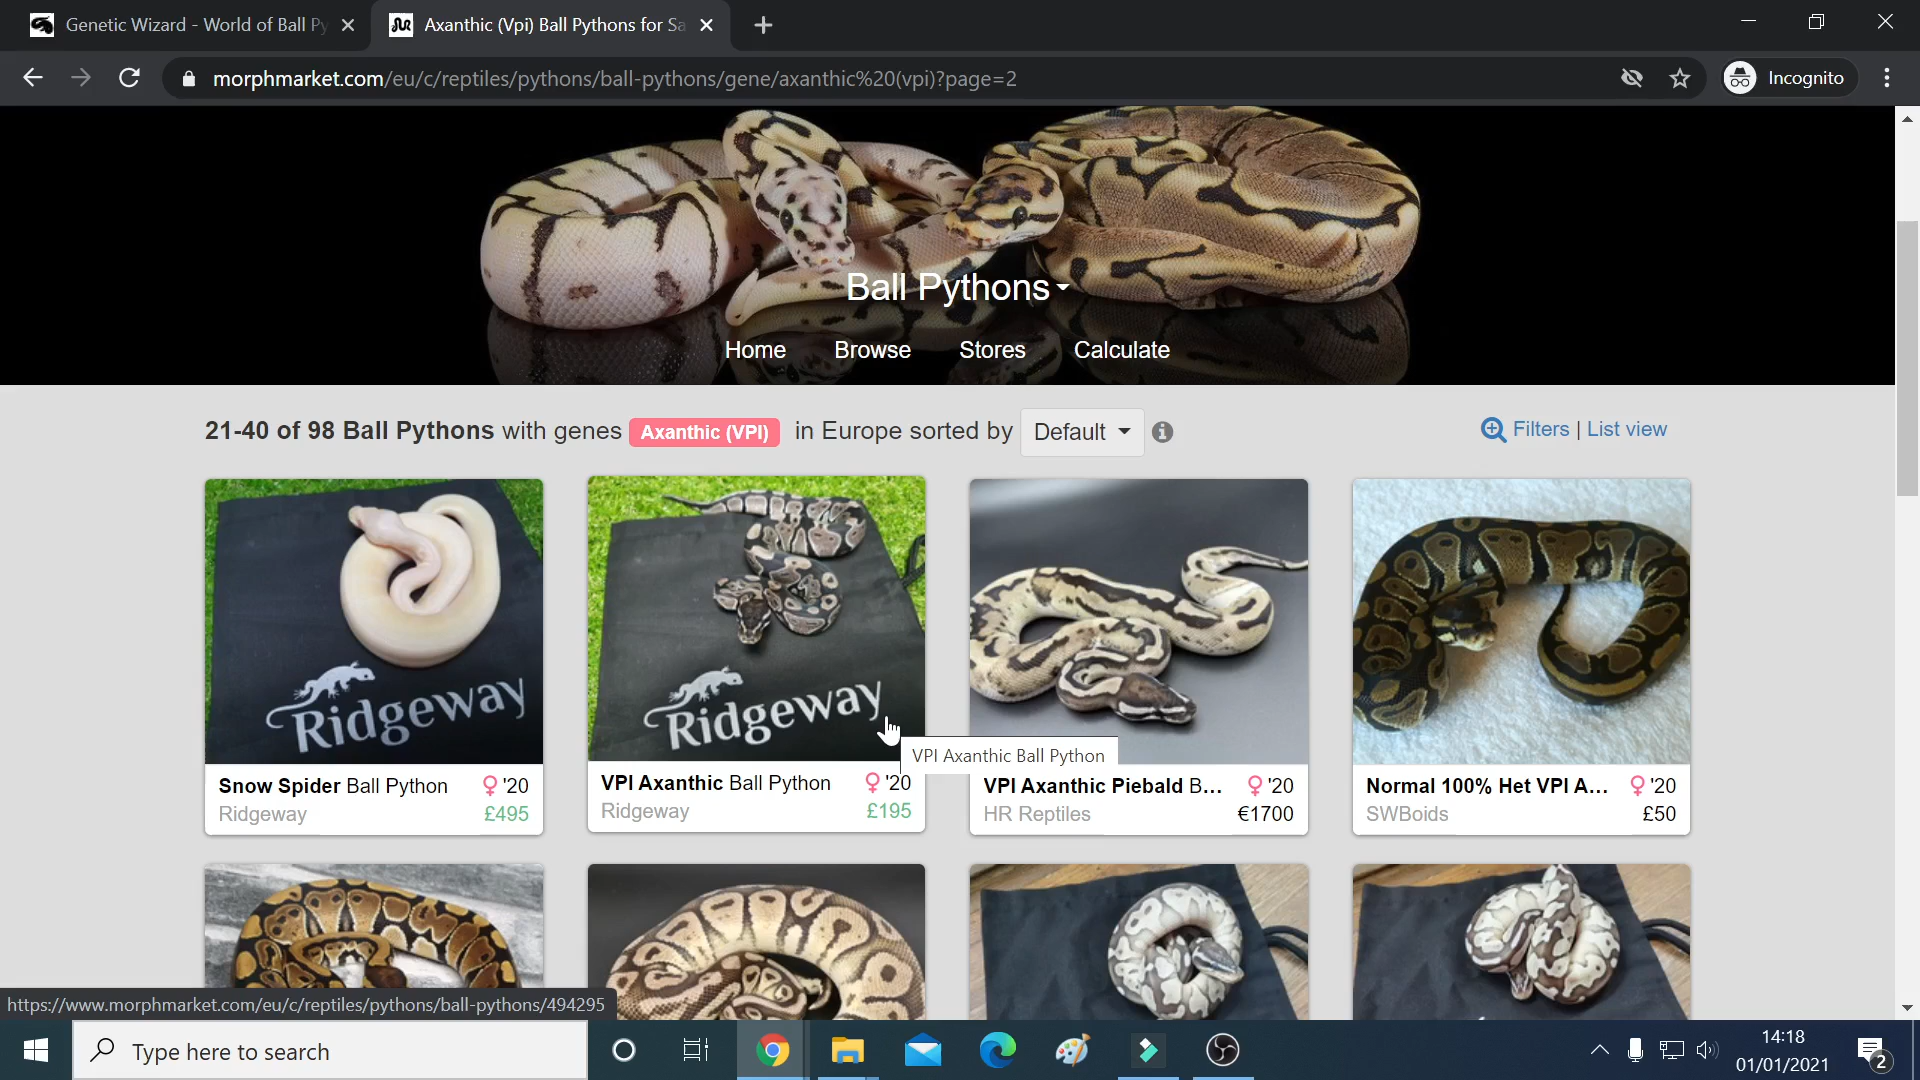 Genetic Wizard - World of Ball Py
Axanthic (Vpi) Ball Pythons for Sa
morphmarket.com/eu/c/reptiles/pythons/ball-pythons/gene/axanthic%20(vpi)?page=2
Incognito
Ball Pythons
Home Browse Stores Calculate
21-40 of 98 Ball Pythons with genes Axanthic (VPI) in Europe sorted by Default
Filters | List view
Ridgeway
Ridgeway
VPI Axanthic Ball Python
Snow Spider Ball Python ♀ '20
Ridgeway £495
VPI Axanthic Ball Python ♀ '20
Ridgeway £195
VPI Axanthic Piebald B... ♀ '20
HR Reptiles €1700
Normal 100% Het VPI A... ♀ '20
SWBoids £50
https://www.morphmarket.com/eu/c/reptiles/pythons/ball-pythons/494295
Type here to search
14:18
01/01/2021
2